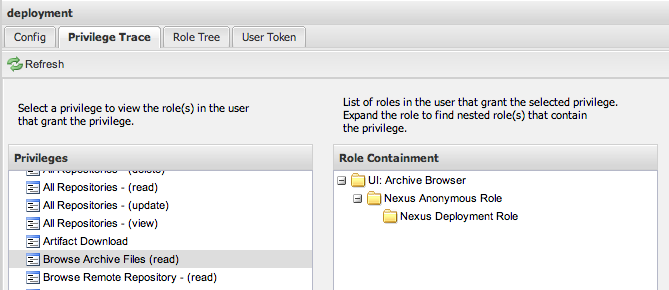 deployment
Config
Privilege Trace
Role Tree
User Token
Refresh
Select a privilege to view the role(s) in the user
that grant the privilege.
List of roles in the user that grant the selected privilege.
Expand the role to find nested role(s) that contain
the privilege.
Privileges
All Repositories - (delete)
All Repositories - (read)
All Repositories - (update)
All Repositories - (view)
Artifact Download
Browse Archive Files (read)
Browse Remote Repository - (read)
Role Containment
UI: Archive Browser
Nexus Anonymous Role
Nexus Deployment Role